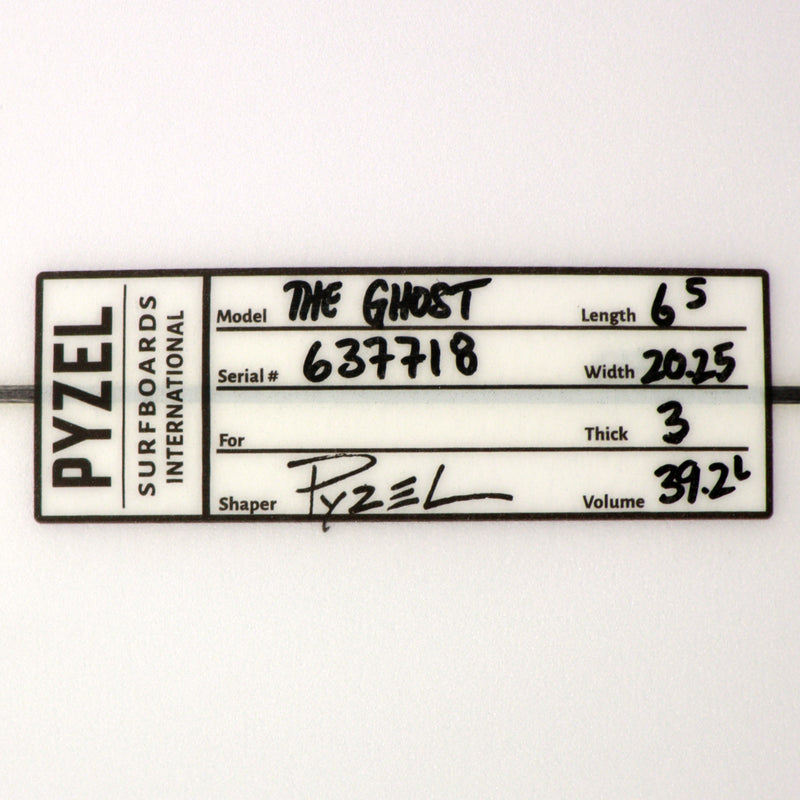 PYZEL
SURFBOARDS
INTERNATIONAL
Model THE GHOST Length 6 5
Serial # 637718 Width 20.25
For Thick 3
Shaper PYZEL Volume 39.2L